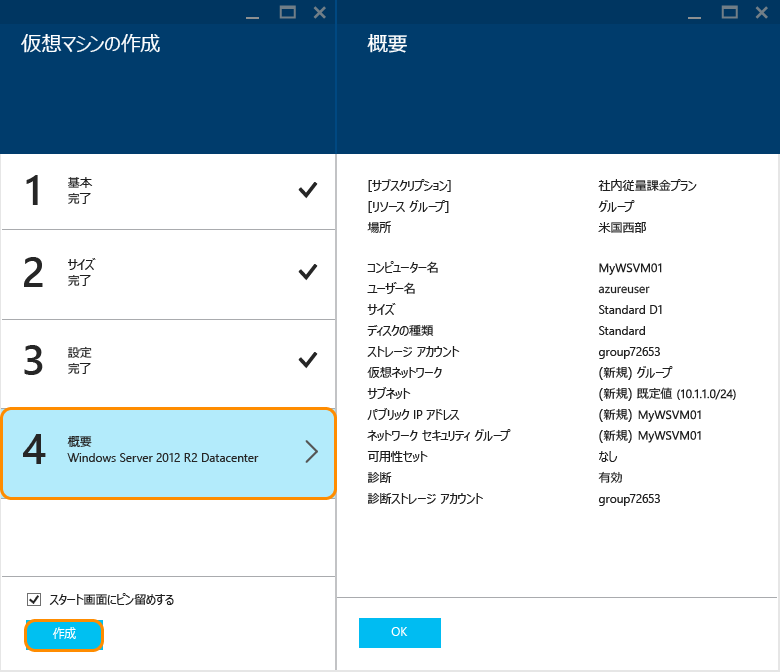 仮想マシンの作成
1
基本
完了
2
サイズ
完了
3
設定
完了
4
概要
Windows Server 2012 R2 Datacenter
スタート画面にピン留めする
作成
概要
[サブスクリプション] 社内従量課金プラン
[リソース グループ] グループ
場所 米国西部
コンピューター名 MyWSVM01
ユーザー名 azureuser
サイズ Standard D1
ディスクの種類 Standard
ストレージ アカウント group72653
仮想ネットワーク (新規) グループ
サブネット (新規) 既定値 (10.1.1.0/24)
パブリック IP アドレス (新規) MyWSVM01
ネットワーク セキュリティ グループ (新規) MyWSVM01
可用性セット なし
診断 有効
診断ストレージ アカウント group72653
OK